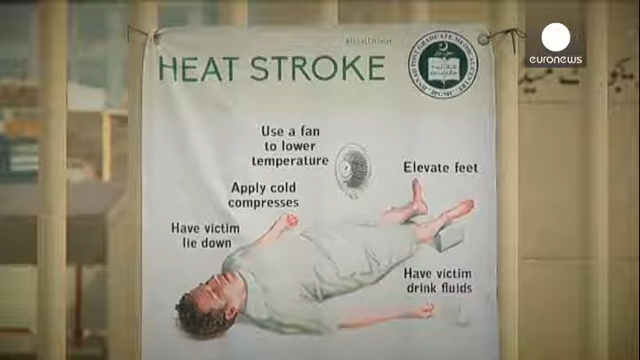 euronews
HEAT STROKE
Use a fan
to lower
temperature
Elevate feet
Apply cold
compresses
Have victim
lie down
Have victim
drink fluids